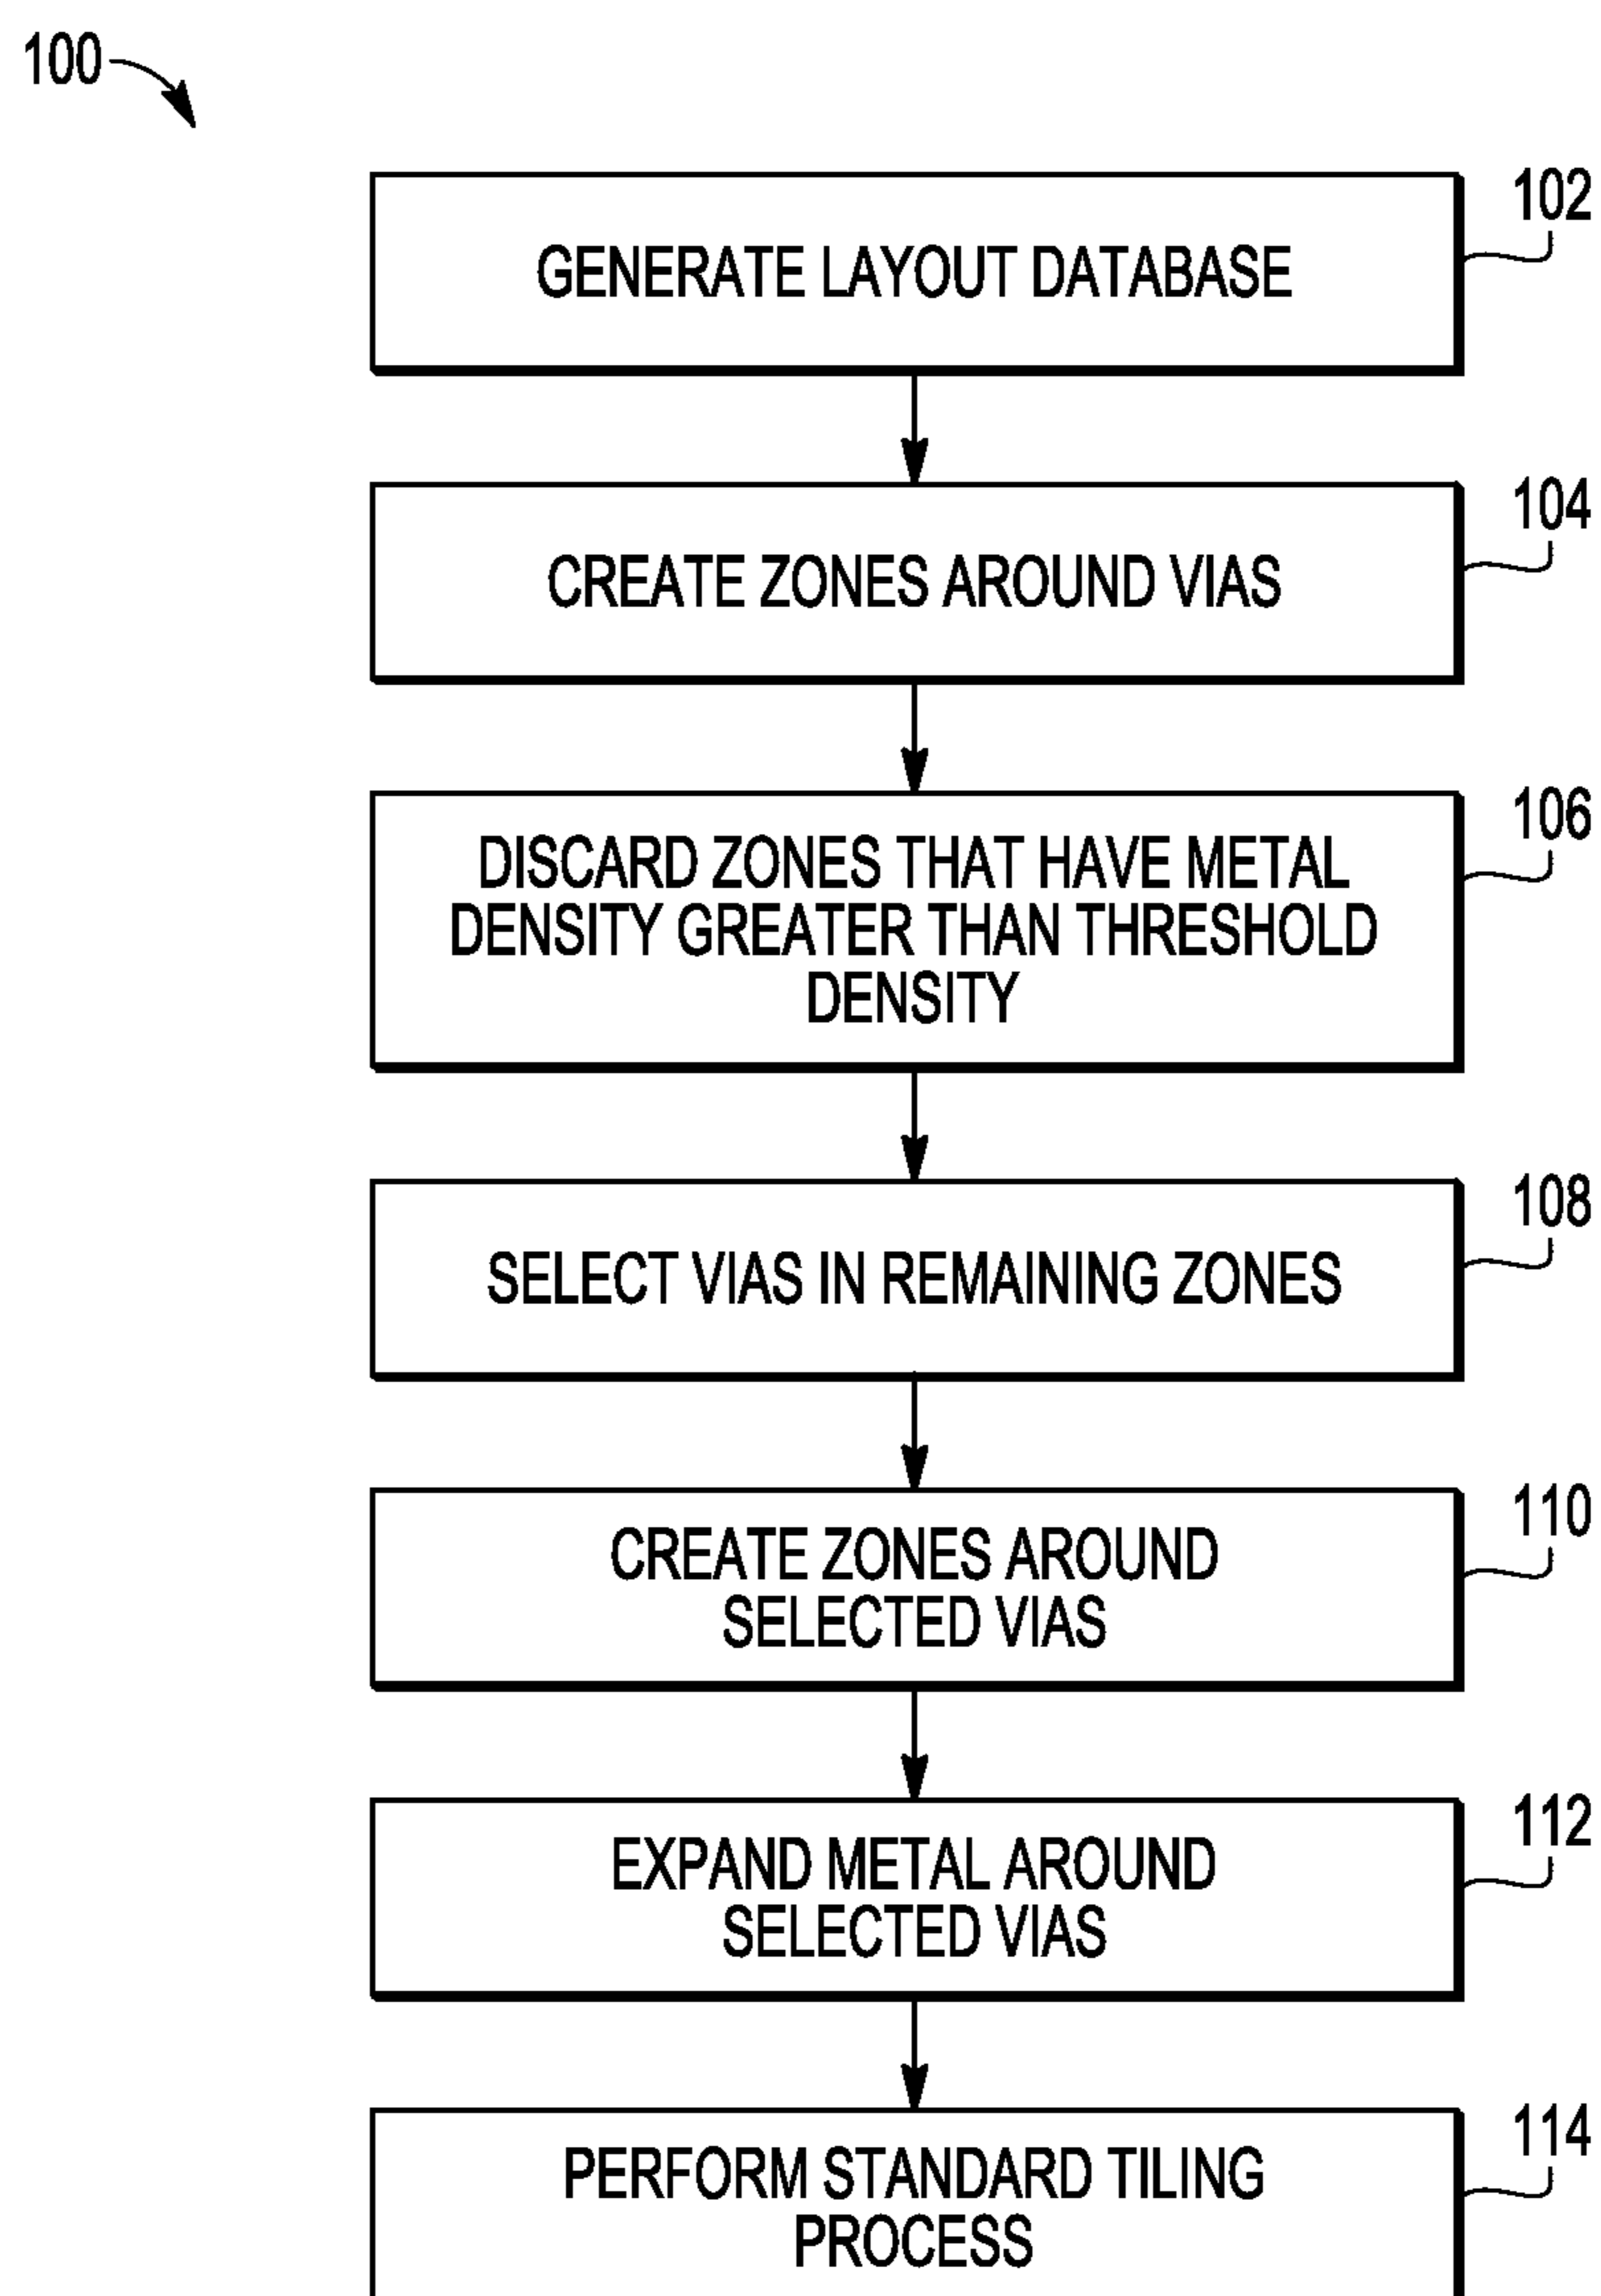 100
102
GENERATE LAYOUT DATABASE
104
CREATE ZONES AROUND VIAS
106
DISCARD ZONES THAT HAVE METAL
DENSITY GREATER THAN THRESHOLD
DENSITY
108
SELECT VIAS IN REMAINING ZONES
110
CREATE ZONES AROUND
SELECTED VIAS
112
EXPAND METAL AROUND
SELECTED VIAS
114
PERFORM STANDARD TILING
PROCESS